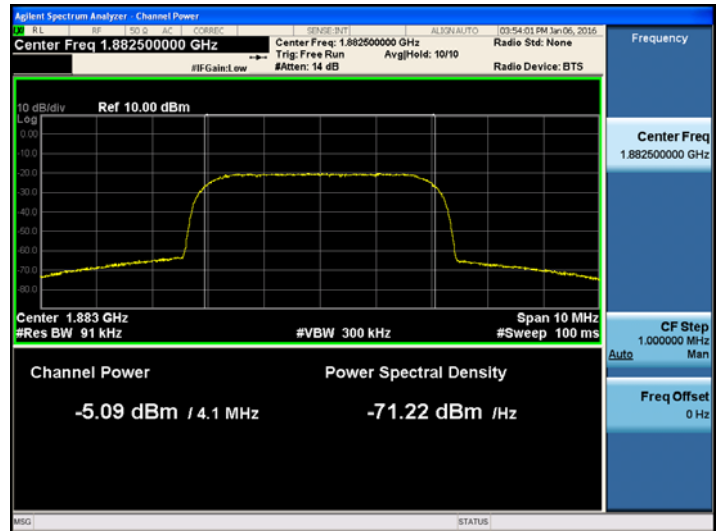 Agilent Spectrum Analyzer - Channel Power
RL RF 50 Ω AC CORREC SENSE:INT ALIGN AUTO 03:54:01 PM Jan 06, 2016
Center Freq 1.882500000 GHz
Center Freq: 1.882500000 GHz
Radio Std: None
Trig: Free Run Avg|Hold: 10/10
#IFGain:Low
#Atten: 14 dB
Radio Device: BTS
Frequency
10 dB/div Ref 10.00 dBm
Log
0.00
-10.0
-20.0
-30.0
-40.0
-50.0
-60.0
-70.0
-80.0
Center 1.883 GHz
Span 10 MHz
#Res BW 91 kHz
#VBW 300 kHz
#Sweep 100 ms
Center Freq
1.882500000 GHz
CF Step
1.000000 MHz
Auto Man
Freq Offset
0 Hz
Channel Power
Power Spectral Density
-5.09 dBm / 4.1 MHz
-71.22 dBm /Hz
MSG
STATUS